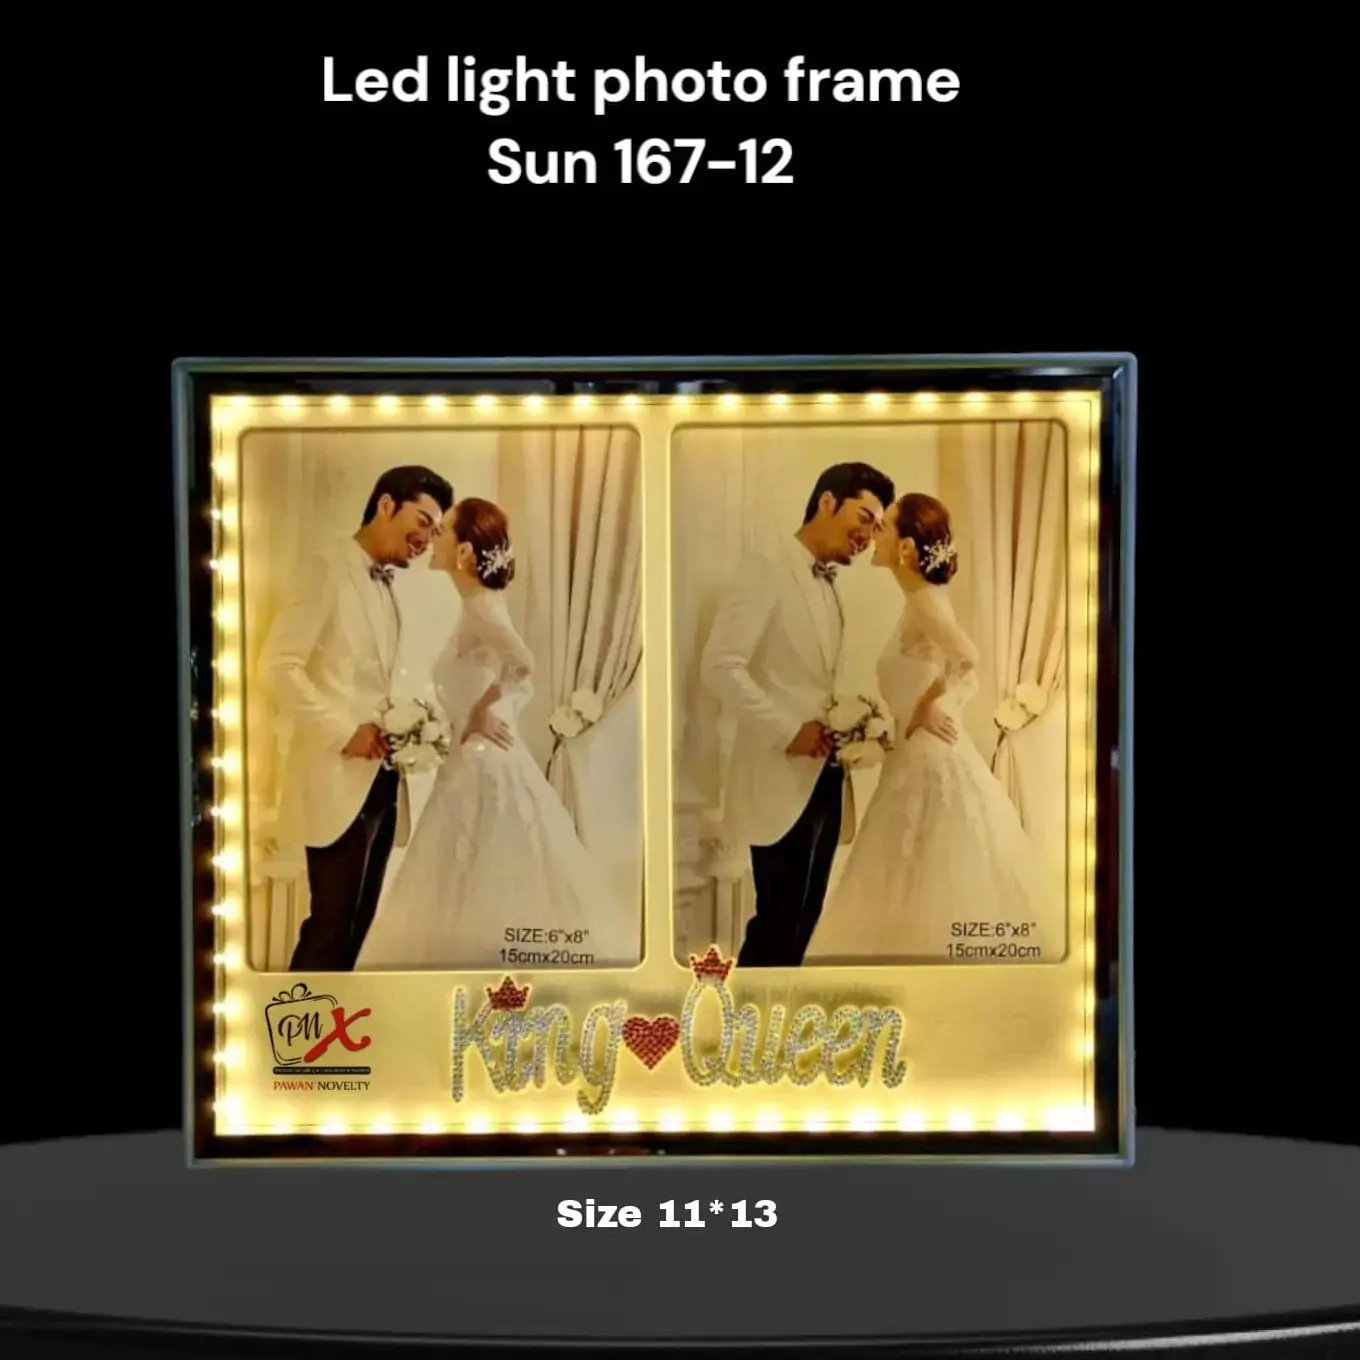 Led light photo frame
Sun 167-12
SIZE:6"x8"
15cmx20cm
SIZE:6"x8"
15cmx20cm
King Queen
PNX
PAWAN NOVELTY
Size 11*13